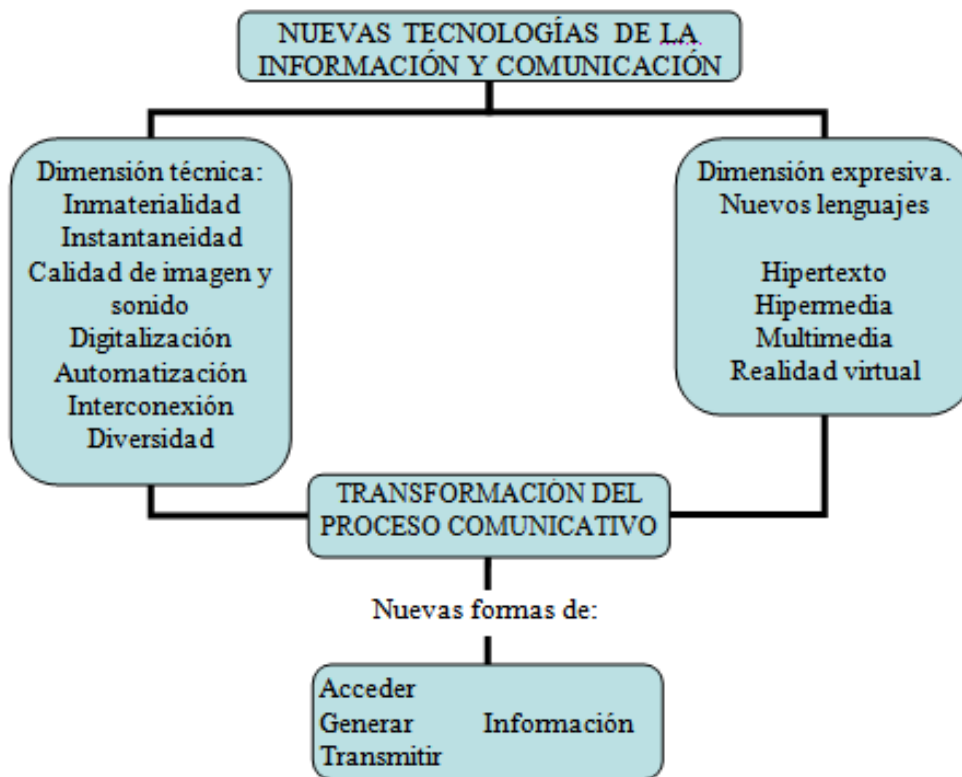 NUEVAS TECNOLOGÍAS DE LA
INFORMACIÓN Y COMUNICACIÓN
Dimensión técnica:
Inmaterialidad
Instantaneidad
Calidad de imagen y
sonido
Digitalización
Automatización
Interconexión
Diversidad
Dimensión expresiva.
Nuevos lenguajes
Hipertexto
Hipermedia
Multimedia
Realidad virtual
TRANSFORMACIÓN DEL
PROCESO COMUNICATIVO
Nuevas formas de:
Acceder
Generar Información
Transmitir